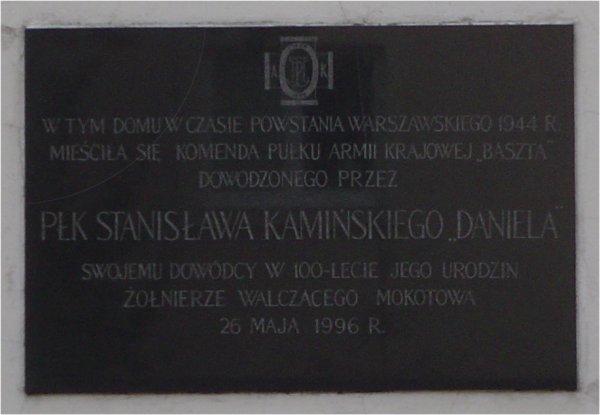 A K
W TYM DOMU W CZASIE POWSTANIA WARSZAWSKIEGO 1944 R.
MIEŚCIŁA SIĘ KOMENDA PUŁKU ARMII KRAJOWEJ „BASZTA”
DOWODZONEGO PRZEZ
PŁK STANISŁAWA KAMIŃSKIEGO „DANIELA”
SWOJEMU DOWÓDCY W 100-LECIE JEGO URODZIN
ŻOŁNIERZE WALCZĄCEGO MOKOTOWA
26 MAJA 1996 R.